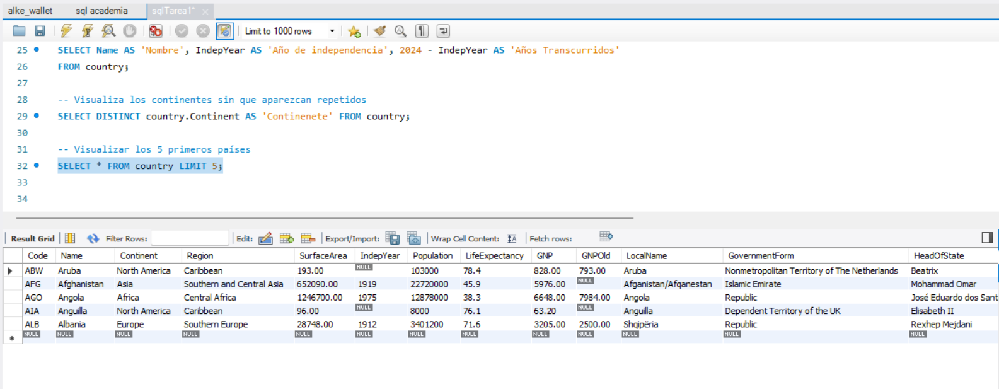 alke_wallet sql academia sqlTarea1*
Limit to 1000 rows
25 SELECT Name AS 'Nombre', IndepYear AS 'Año de independencia', 2024 - IndepYear AS 'Años Transcurridos'
26 FROM country;
27
28 -- Visualiza los continentes sin que aparezcan repetidos
29 SELECT DISTINCT country.Continent AS 'Continenete' FROM country;
30
31 -- Visualizar los 5 primeros países
32 SELECT * FROM country LIMIT 5;
33
34
Result Grid Filter Rows: Edit: Export/Import: Wrap Cell Content: Fetch rows:
Code Name Continent Region SurfaceArea IndepYear Population LifeExpectancy GNP GNPOld LocalName GovernmentForm HeadOfState
ABW Aruba North America Caribbean 193.00 NULL 103000 78.4 828.00 793.00 Aruba Nonmetropolitan Territory of The Netherlands Beatrix
AFG Afghanistan Asia Southern and Central Asia 652090.00 1919 22720000 45.9 5976.00 NULL Afganistan/Afqanestan Islamic Emirate Mohammad Omar
AGO Angola Africa Central Africa 1246700.00 1975 12878000 38.3 6648.00 7984.00 Angola Republic José Eduardo dos Sant
AIA Anguilla North America Caribbean 96.00 NULL 8000 76.1 63.20 NULL Anguilla Dependent Territory of the UK Elisabeth II
ALB Albania Europe Southern Europe 28748.00 1912 3401200 71.6 3205.00 2500.00 Shqipëria Republic Rexhep Mejdani
NULL NULL NULL NULL NULL NULL NULL NULL NULL NULL NULL NULL NULL